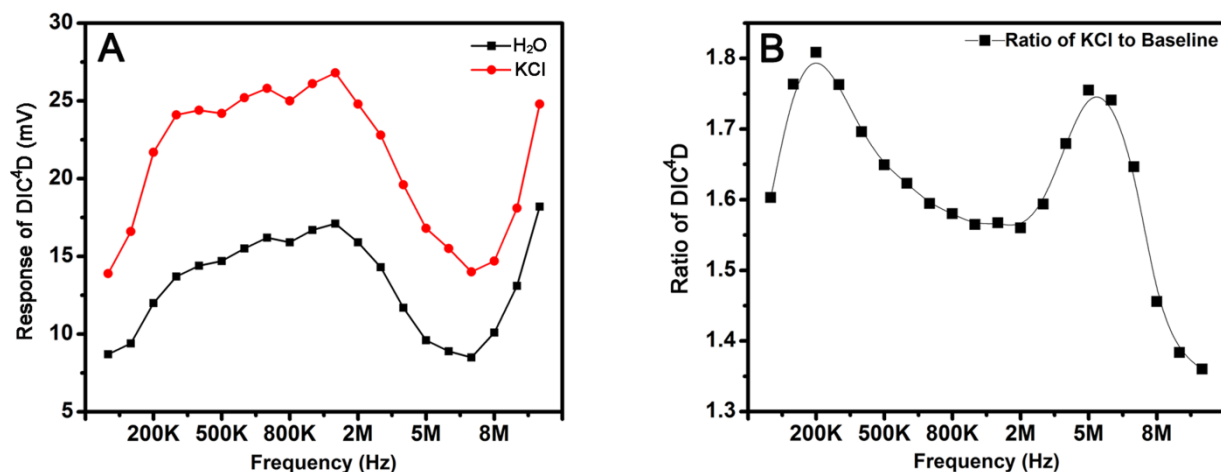 A
H₂O
KCl
Response of DIC⁴D (mV)
30
25
20
15
10
5
200K 500K 800K 2M 5M 8M
Frequency (Hz)
B
Ratio of KCl to Baseline
Ratio of DIC⁴D
1.8
1.7
1.6
1.5
1.4
1.3
200K 500K 800K 2M 5M 8M
Frequency (Hz)